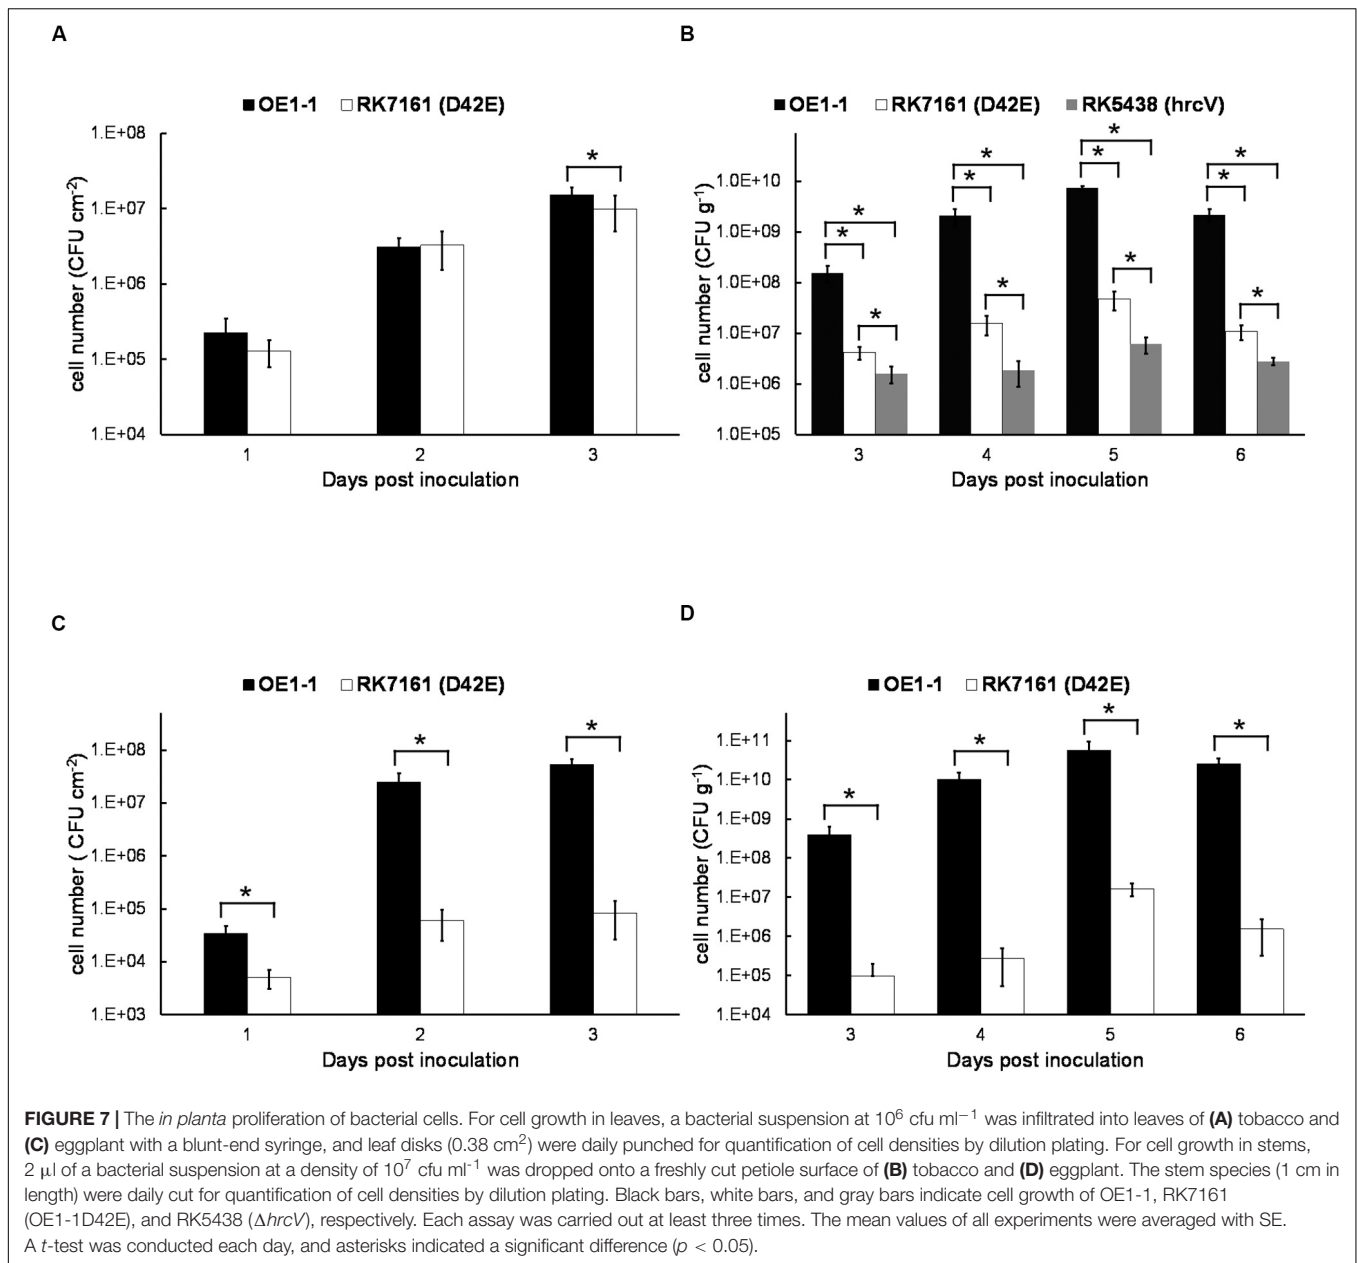 A
OE1-1 RK7161 (D42E)
1.E+08
1.E+07
1.E+06
1.E+05
1.E+04
cell number (CFU cm-2)
*
1 2 3
Days post inoculation
B
OE1-1 RK7161 (D42E) RK5438 (hrcV)
1.0E+10
1.0E+09
1.0E+08
1.0E+07
1.0E+06
1.0E+05
cell number (CFU g-1)
* * *
* * *
* * *
* * *
3 4 5 6
Days post inoculation
C
OE1-1 RK7161 (D42E)
1.E+08
1.E+07
1.E+06
1.E+05
1.E+04
1.E+03
cell number ( CFU cm-2)
* * *
1 2 3
Days post inoculation
D
OE1-1 RK7161 (D42E)
1.E+11
1.E+10
1.E+09
1.E+08
1.E+07
1.E+06
1.E+05
1.E+04
cell number (CFU g-1)
* * * *
3 4 5 6
Days post inoculation
FIGURE 7 | The in planta proliferation of bacterial cells. For cell growth in leaves, a bacterial suspension at 10⁶ cfu ml−1 was infiltrated into leaves of (A) tobacco and
(C) eggplant with a blunt-end syringe, and leaf disks (0.38 cm²) were daily punched for quantification of cell densities by dilution plating. For cell growth in stems,
2 μl of a bacterial suspension at a density of 10⁷ cfu ml-1 was dropped onto a freshly cut petiole surface of (B) tobacco and (D) eggplant. The stem species (1 cm in
length) were daily cut for quantification of cell densities by dilution plating. Black bars, white bars, and gray bars indicate cell growth of OE1-1, RK7161
(OE1-1D42E), and RK5438 (ΔhrcV), respectively. Each assay was carried out at least three times. The mean values of all experiments were averaged with SE.
A t-test was conducted each day, and asterisks indicated a significant difference (p < 0.05).